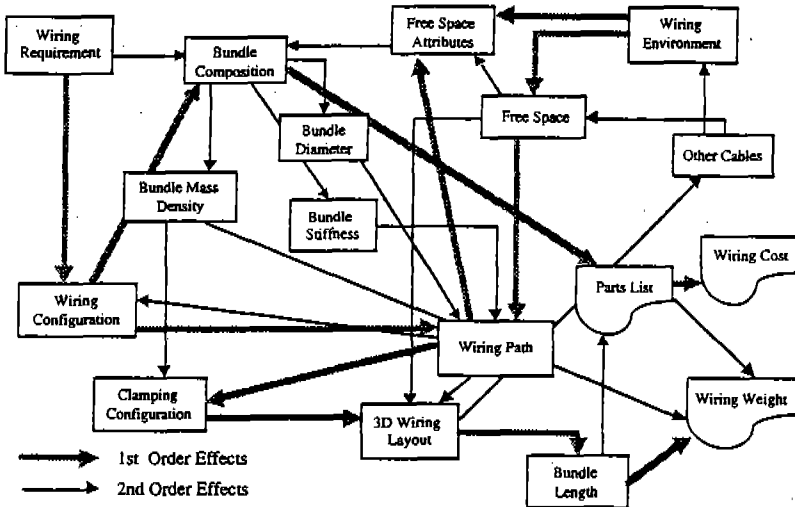 Wiring
Requirement
Bundle
Composition
Free Space
Attributes
Wiring
Environment
Free Space
Bundle
Diameter
Other Cables
Bundle Mass
Density
Bundle
Stiffness
Wiring Cost
Parts List
Wiring
Configuration
Wiring Path
Clamping
Configuration
3D Wiring
Layout
Wiring Weight
Bundle
Length
1st Order Effects
2nd Order Effects